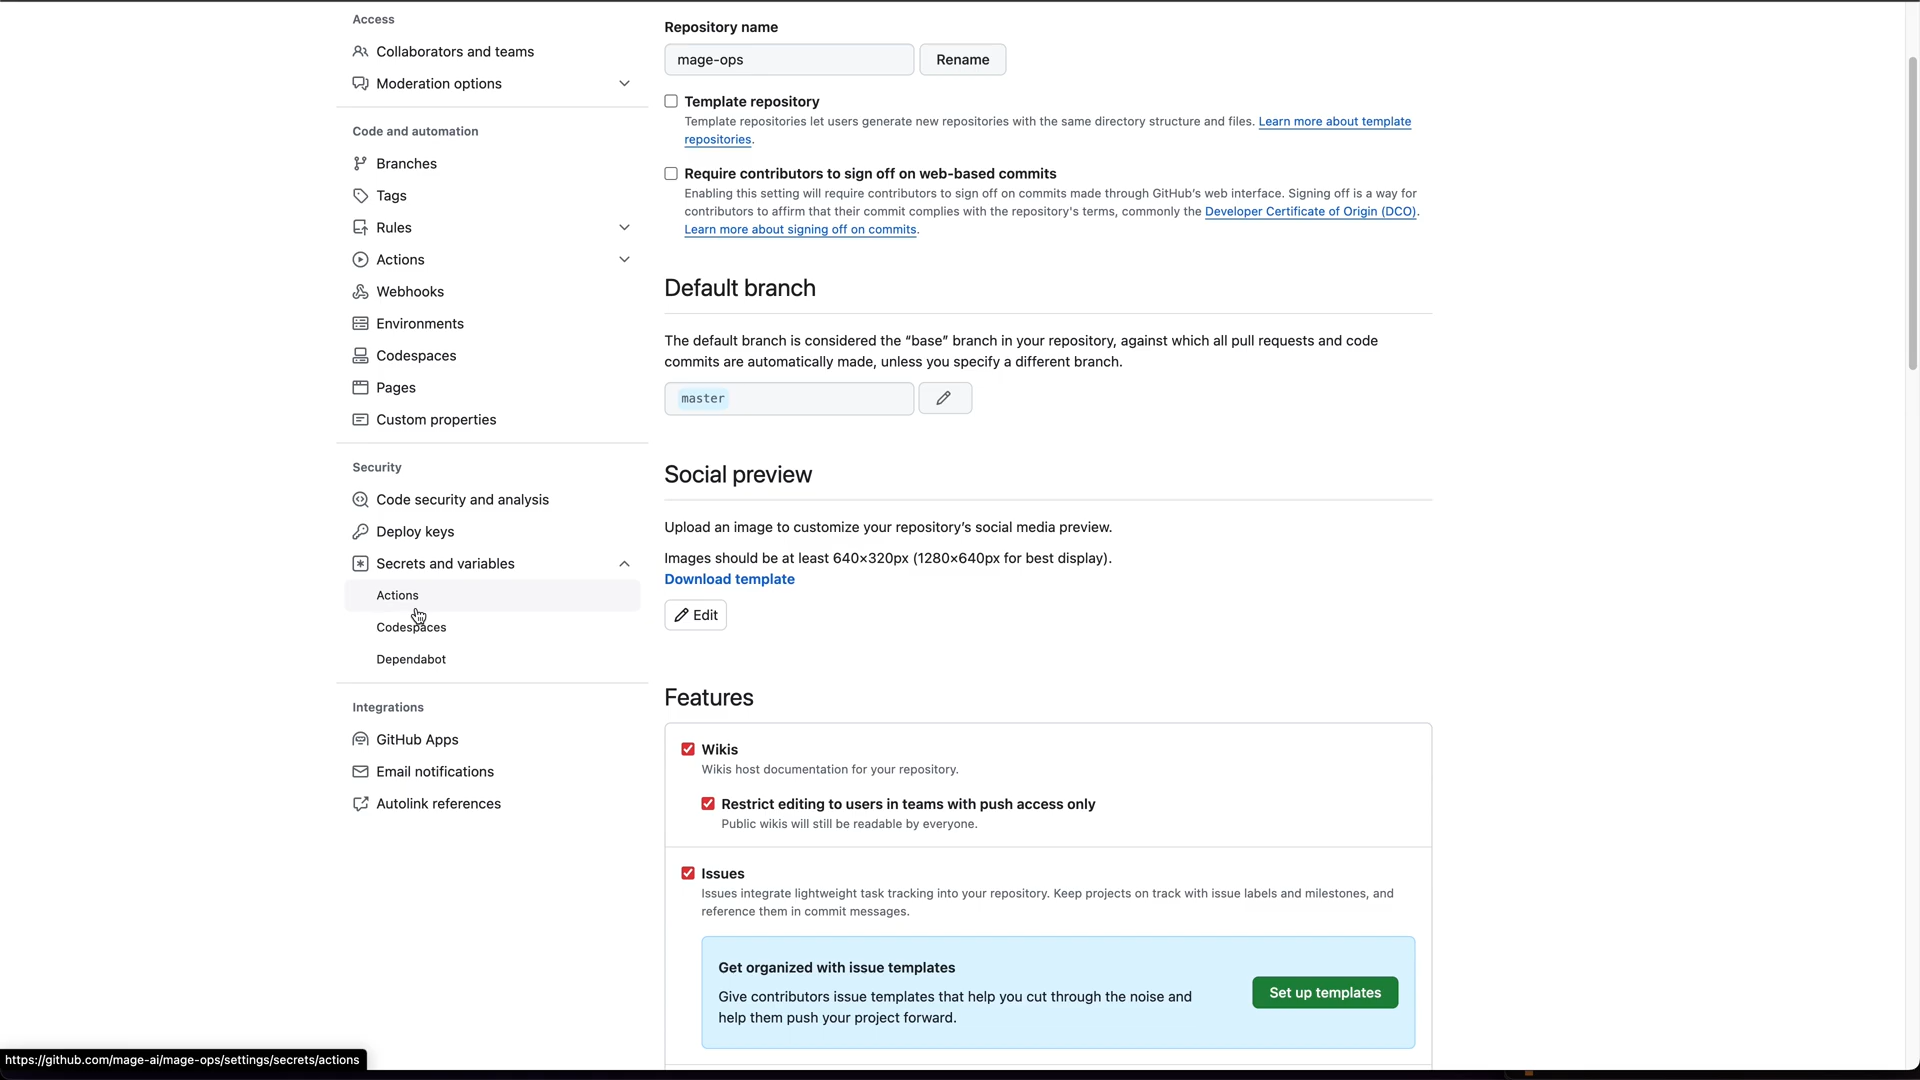 Access
Collaborators and teams
Moderation options
Code and automation
Branches
Tags
Rules
Actions
Webhooks
Environments
Codespaces
Pages
Custom properties
Security
Code security and analysis
Deploy keys
Secrets and variables
Actions
Codespaces
Dependabot
Integrations
GitHub Apps
Email notifications
Autolink references
Repository name
mage-ops
Rename
Template repository
Template repositories let users generate new repositories with the same directory structure and files. Learn more about template
repositories.
Require contributors to sign off on web-based commits
Enabling this setting will require contributors to sign off on commits made through GitHub's web interface. Signing off is a way for
contributors to affirm that their commit complies with the repository's terms, commonly the Developer Certificate of Origin (DCO).
Learn more about signing off on commits.
Default branch
The default branch is considered the “base” branch in your repository, against which all pull requests and code
commits are automatically made, unless you specify a different branch.
master
Social preview
Upload an image to customize your repository's social media preview.
Images should be at least 640×320px (1280×640px for best display).
Download template
Edit
Features
Wikis
Wikis host documentation for your repository.
Restrict editing to users in teams with push access only
Public wikis will still be readable by everyone.
Issues
Issues integrate lightweight task tracking into your repository. Keep projects on track with issue labels and milestones, and
reference them in commit messages.
Get organized with issue templates
Give contributors issue templates that help you cut through the noise and
help them push your project forward.
Set up templates
https://github.com/mage-ai/mage-ops/settings/secrets/actions